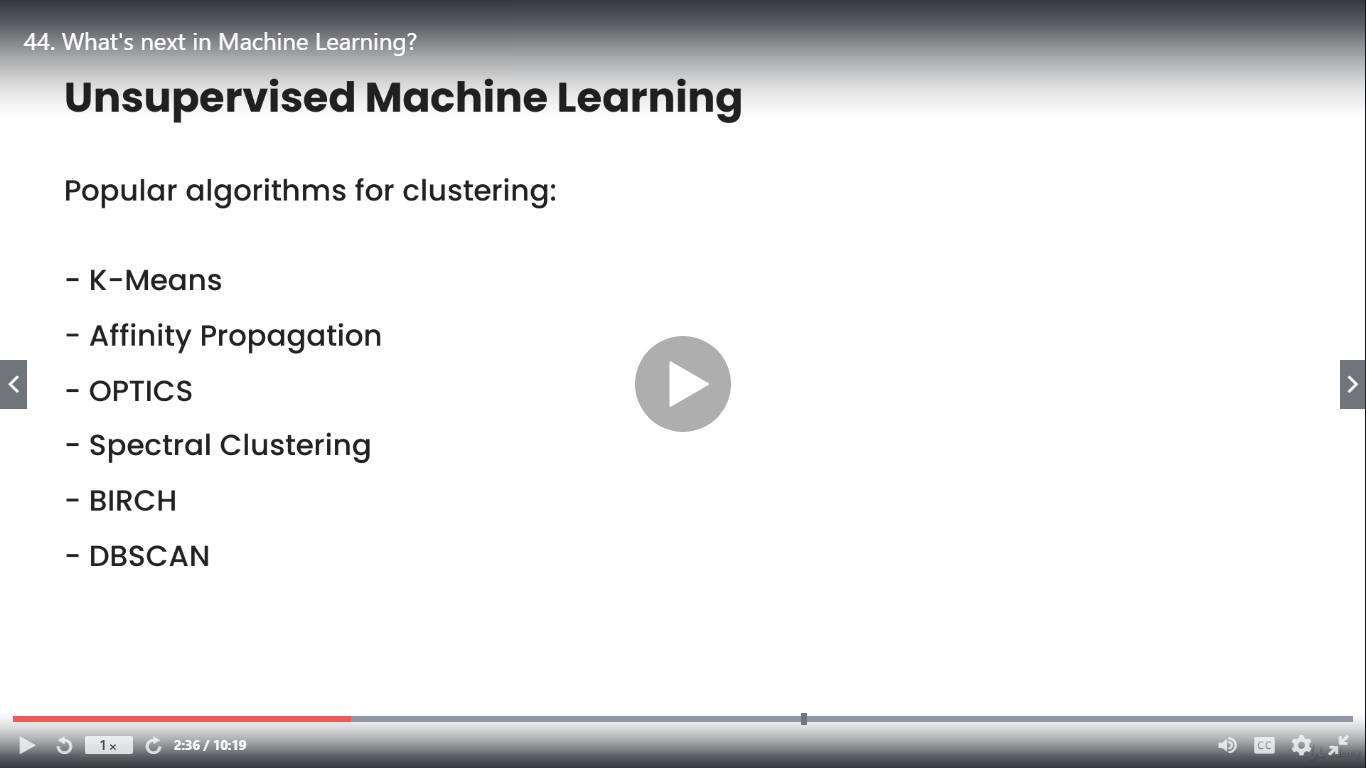 44. What's next in Machine Learning?
Unsupervised Machine Learning
Popular algorithms for clustering:
- K-Means
- Affinity Propagation
- OPTICS
- Spectral Clustering
- BIRCH
- DBSCAN
1x
2:36 / 10:19
CC